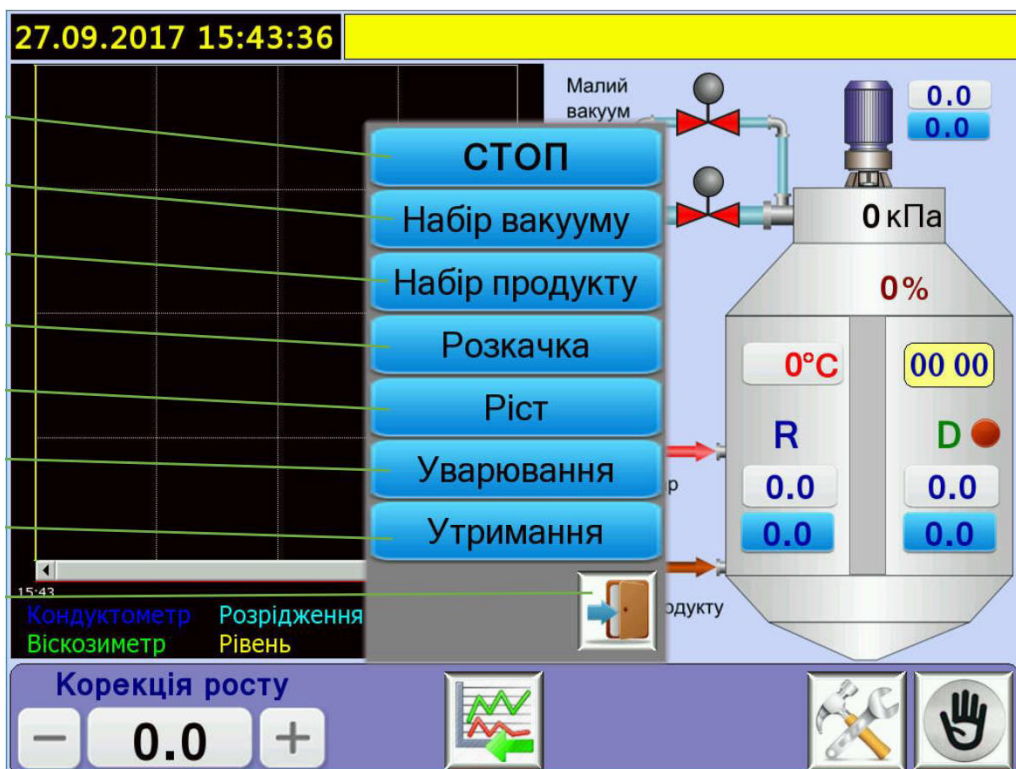 27.09.2017 15:43:36
Малий
вакуум
0.0
0.0
СТОП
Набір вакууму
0 кПа
Набір продукту
0%
Розкачка
0°C
00 00
Ріст
R
D
Уварювання
р
0.0
0.0
Утримання
0.0
0.0
15:43
одукту
Кондуктометр Розрідження
Віскозиметр Рівень
Корекція росту
0.0